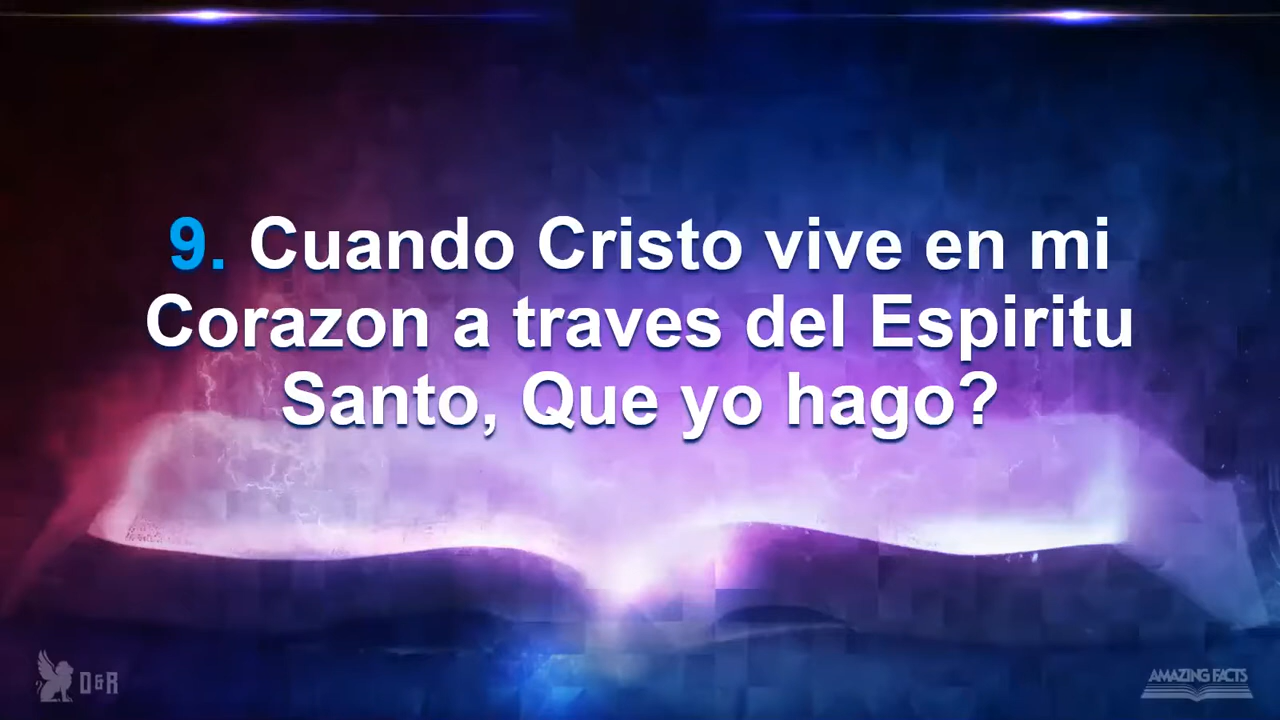 9. Cuando Cristo vive en mi
Corazon a traves del Espiritu
Santo, Que yo hago?
D&R
AMAZING FACTS